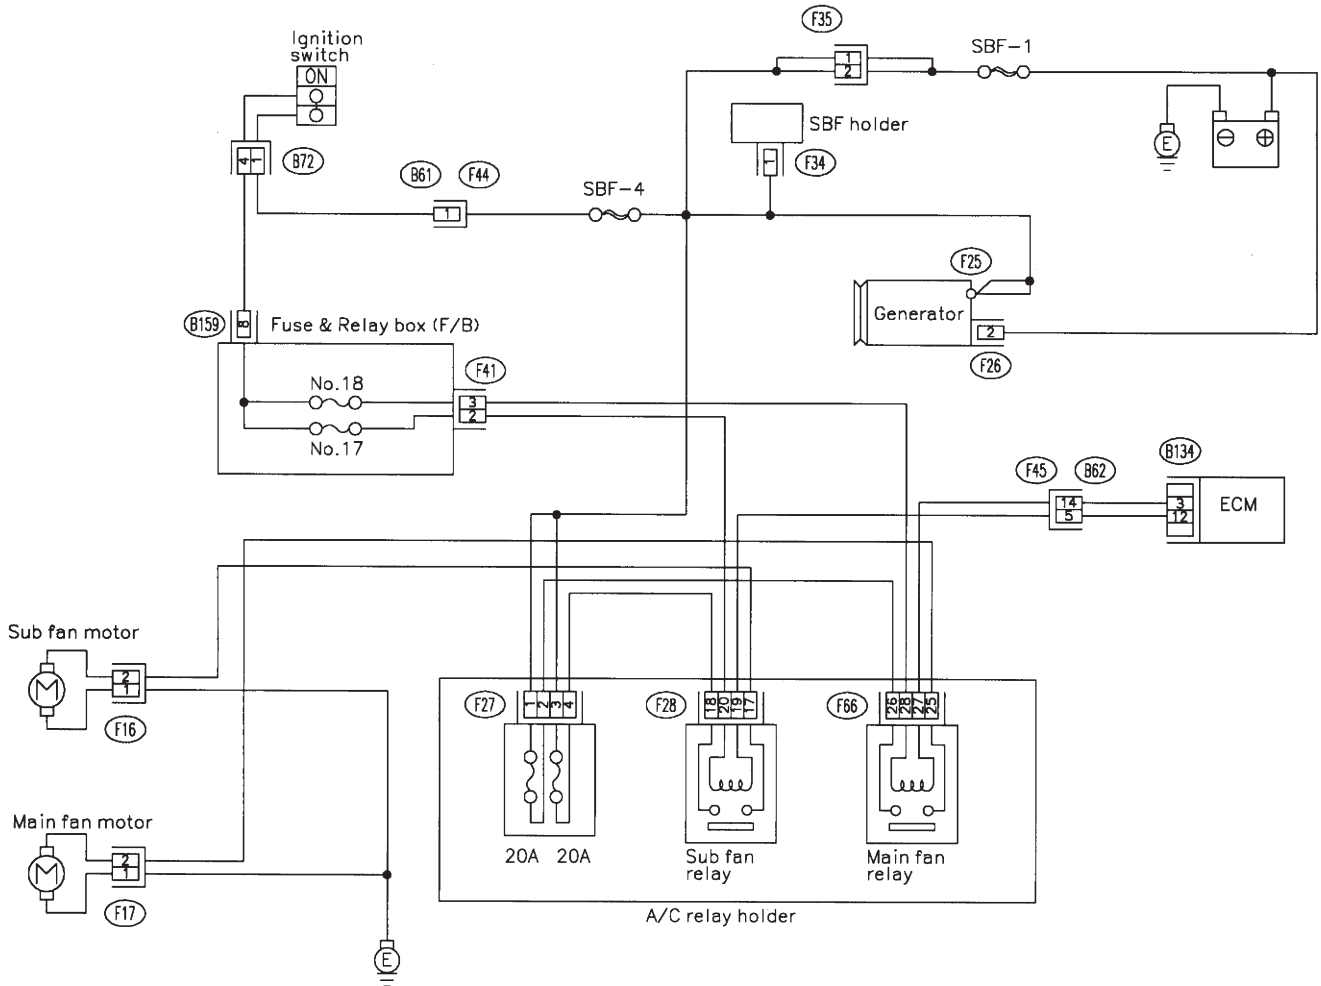 F35
Ignition
switch
SBF-1
ON
1
2
SBF holder
E
4
1
B72
1
F34
B61
F44
SBF-4
1
F25
Generator
2
F26
B159
8
Fuse & Relay box (F/B)
F41
No.18
3
2
No.17
B134
F45
B62
14
5
3
12
ECM
Sub fan motor
M
2
1
F16
F27
1
2
3
4
F28
18
20
19
17
F66
26
28
27
25
Main fan motor
M
2
1
F17
20A
20A
Sub fan
relay
Main fan
relay
A/C relay holder
E